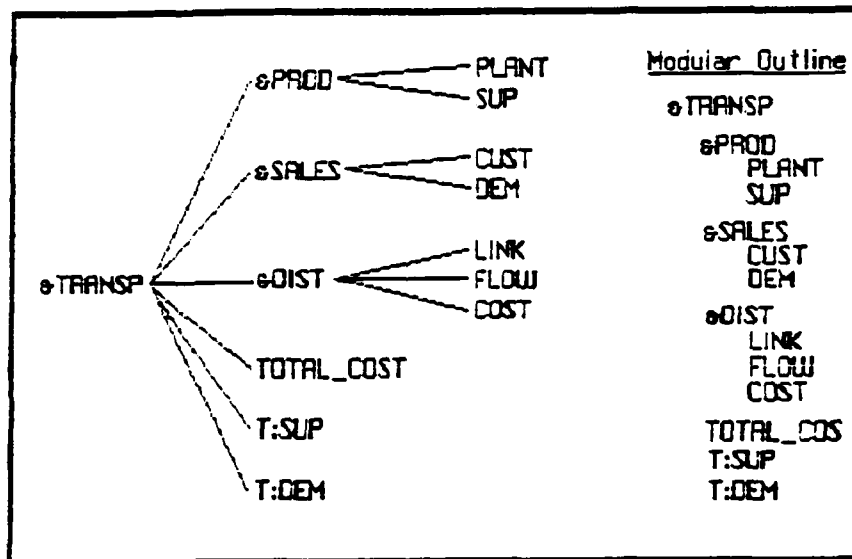 &PROD
PLANT
SUP
&SALES
CUST
DEM
&TRANSP
&DIST
LINK
FLOW
COST
TOTAL_COST
T:SUP
T:DEM
Modular Outline
&TRANSP
&PROD
PLANT
SUP
&SALES
CUST
DEM
&DIST
LINK
FLOW
COST
TOTAL_COS
T:SUP
T:DEM